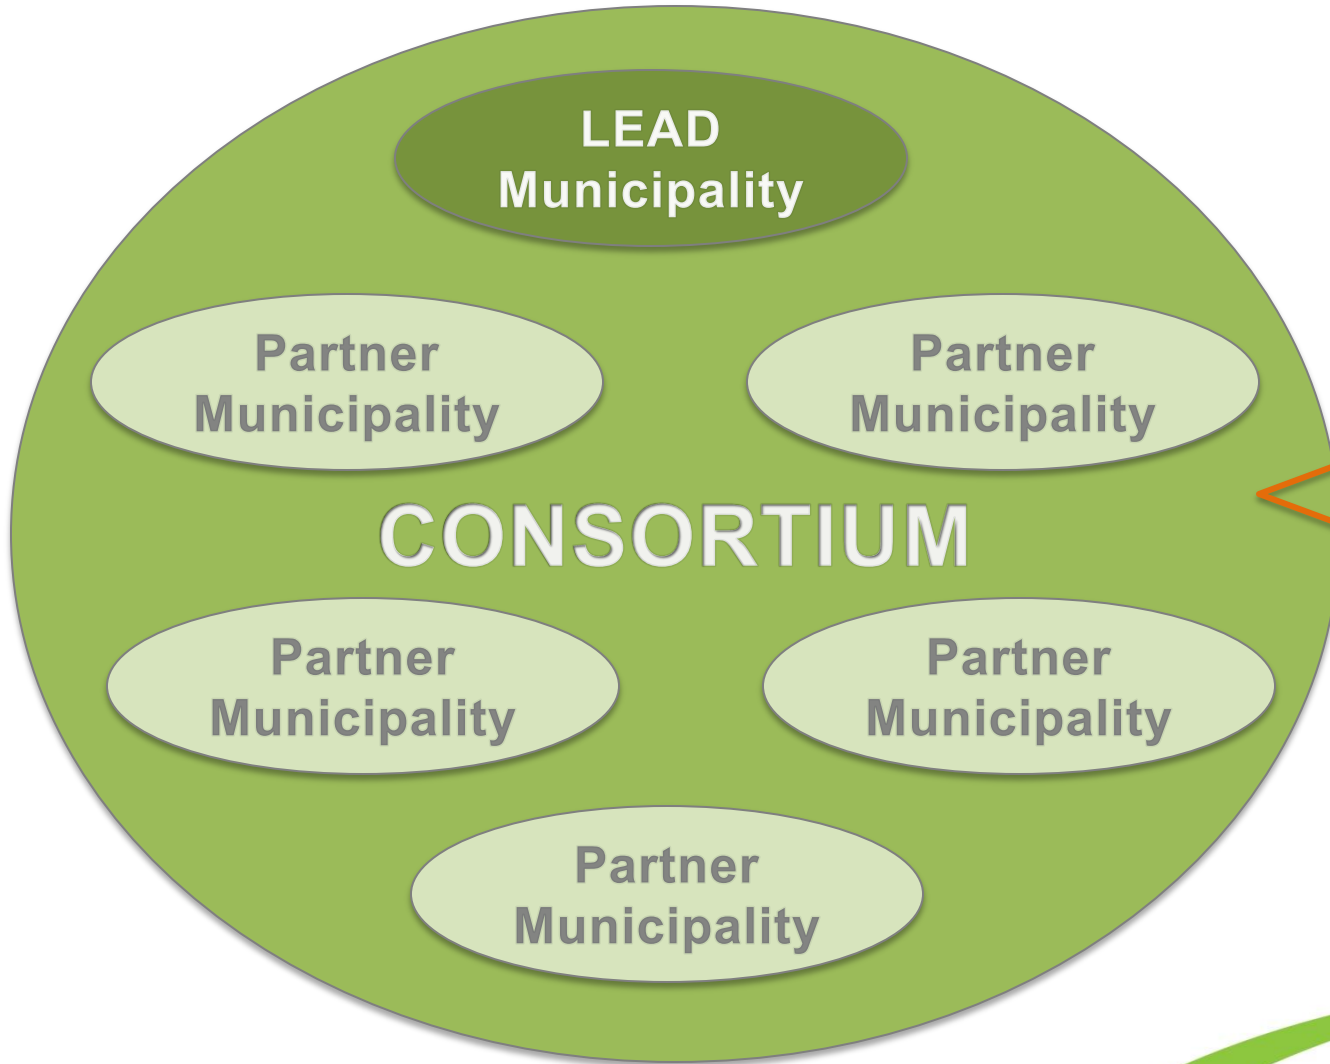 LEAD
Municipality
Partner
Municipality
Partner
Municipality
CONSORTIUM
Partner
Municipality
Partner
Municipality
Partner
Municipality